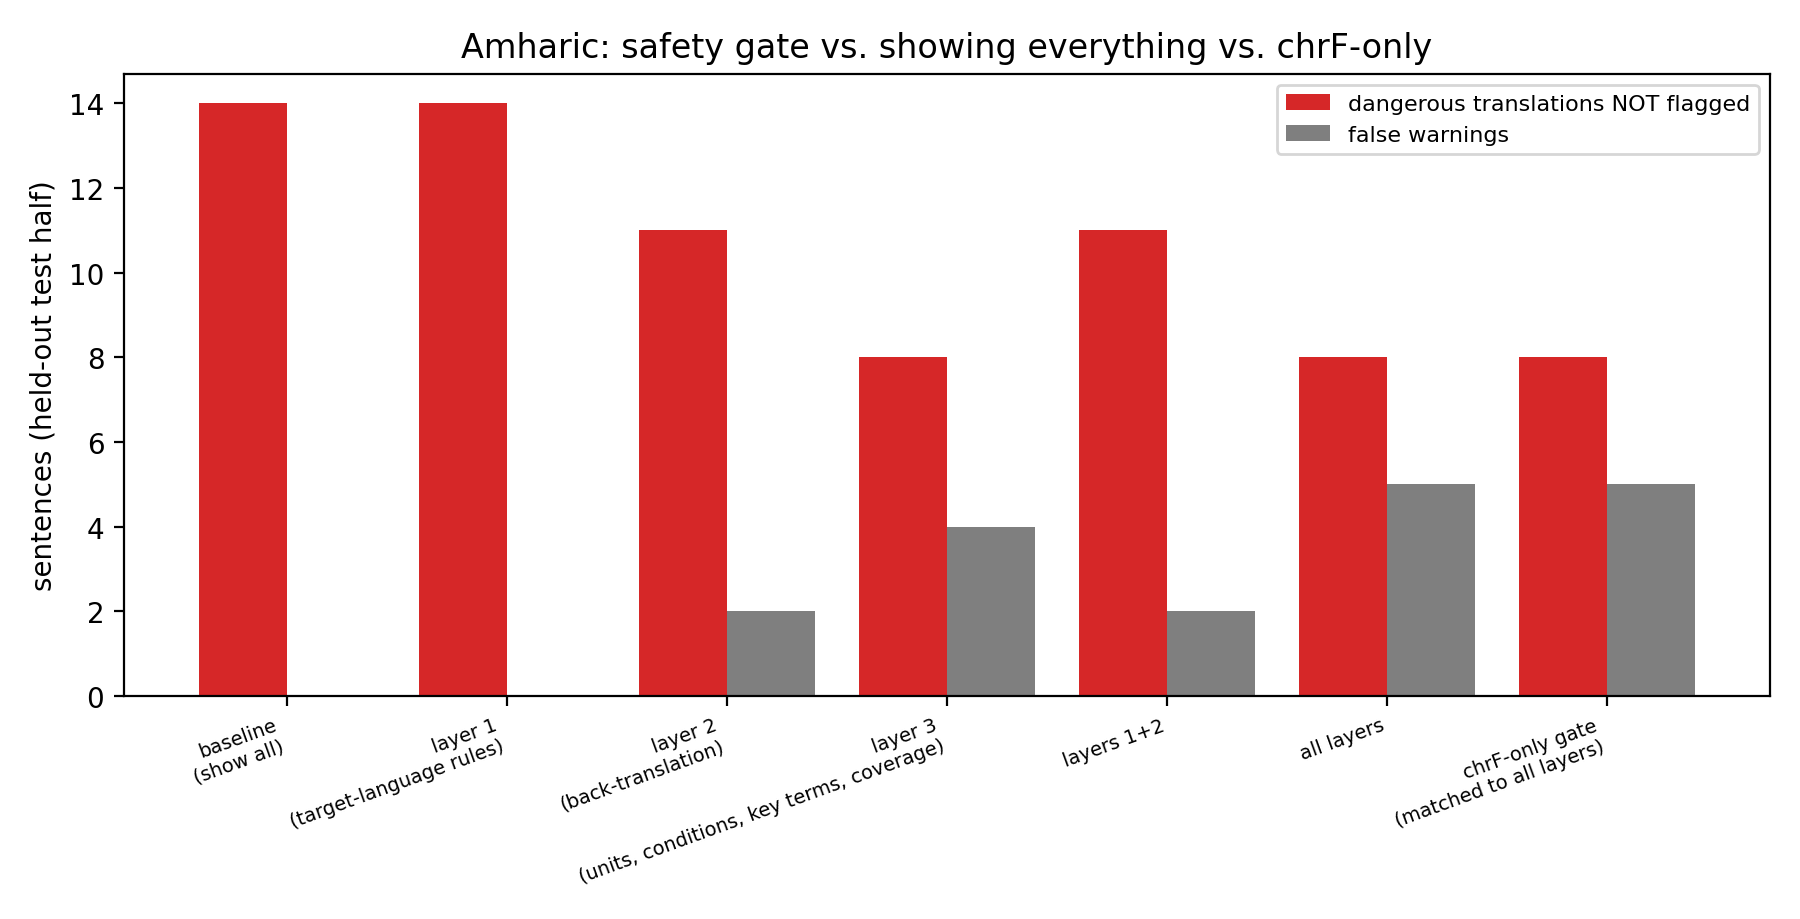 Amharic: safety gate vs. showing everything vs. chrF-only
dangerous translations NOT flagged
false warnings
sentences (held-out test half)
14
12
10
8
6
4
2
0
baseline
(show all)
layer 1
(target-language rules)
layer 2
(back-translation)
layer 3
(units, conditions, key terms, coverage)
layers 1+2
all layers
chrF-only gate
(matched to all layers)